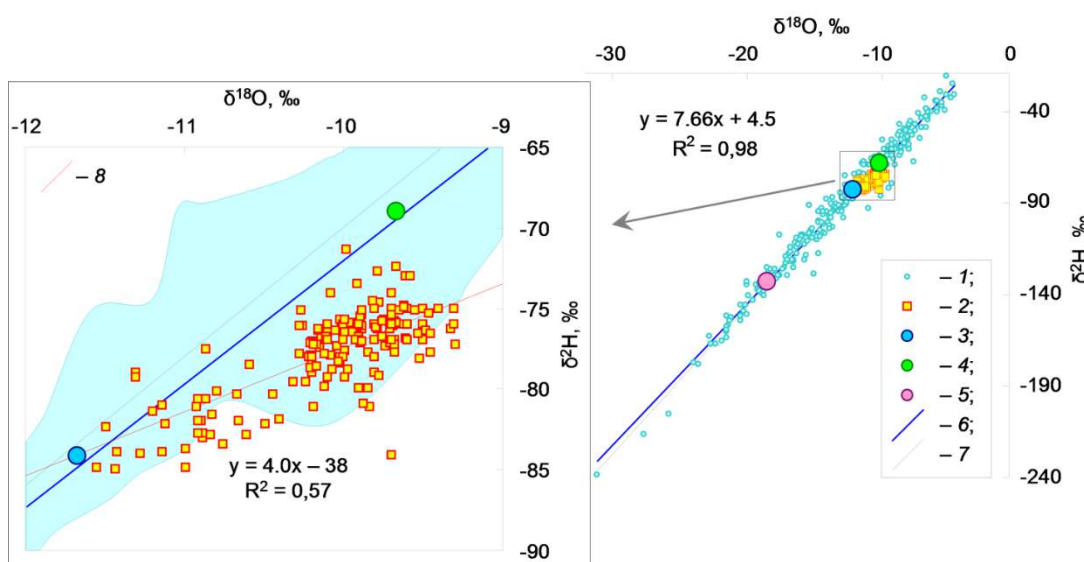 δ¹⁸O, ‰
-12 -11 -10 -9
– 8
-65
-70
-75
-80
-85
-90
δ²H, ‰
y = 4.0x – 38
R² = 0,57
δ¹⁸O, ‰
-30 -20 -10 0
y = 7.66x + 4.5
R² = 0,98
-40
-90
-140
-190
-240
δ²H, ‰
– 1;
– 2;
– 3;
– 4;
– 5;
– 6;
– 7